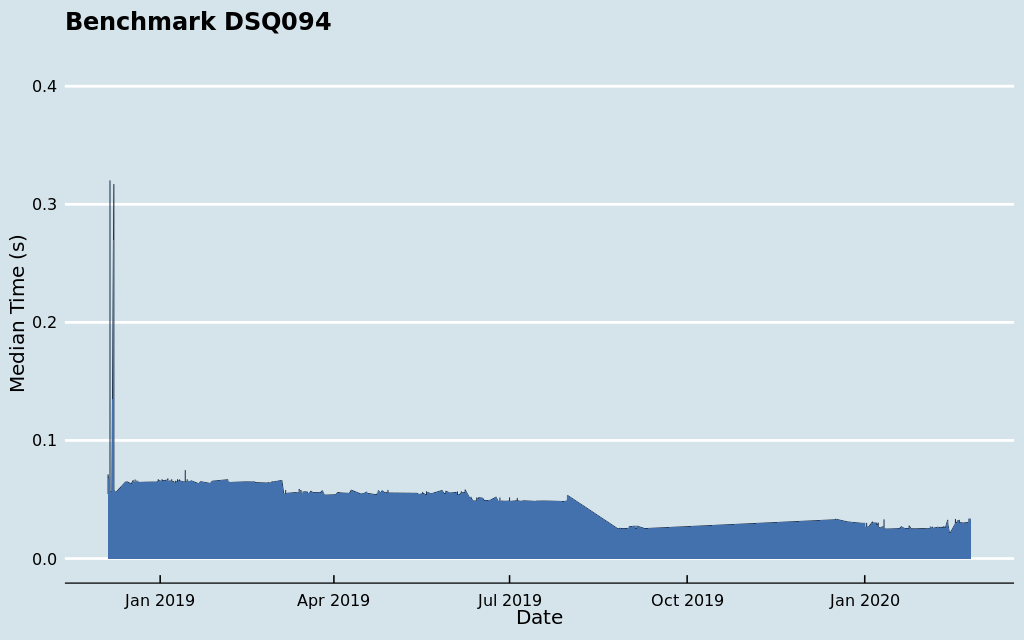 Benchmark DSQ094
Median Time (s)
0.4
0.3
0.2
0.1
0.0
Jan 2019
Apr 2019
Jul 2019
Oct 2019
Jan 2020
Date